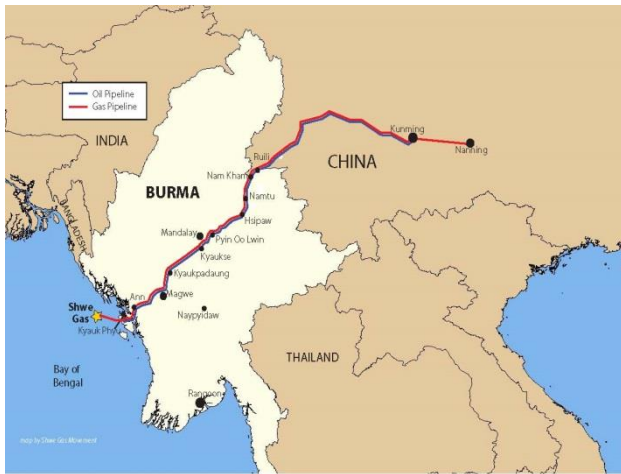 Oil Pipeline
Gas Pipeline
INDIA
BANGLADESH
BURMA
CHINA
Kunming
Nanning
Ruili
Nam Kham
Namtu
Hsipaw
Mandalay
Pyin Oo Lwin
Kyaukse
Kyaukpadaung
Magwe
Ann
Shwe
Gas
Kyauk Phyu
Naypyidaw
THAILAND
Bay of
Bengal
Rangoon
map by Shwe Gas Movement